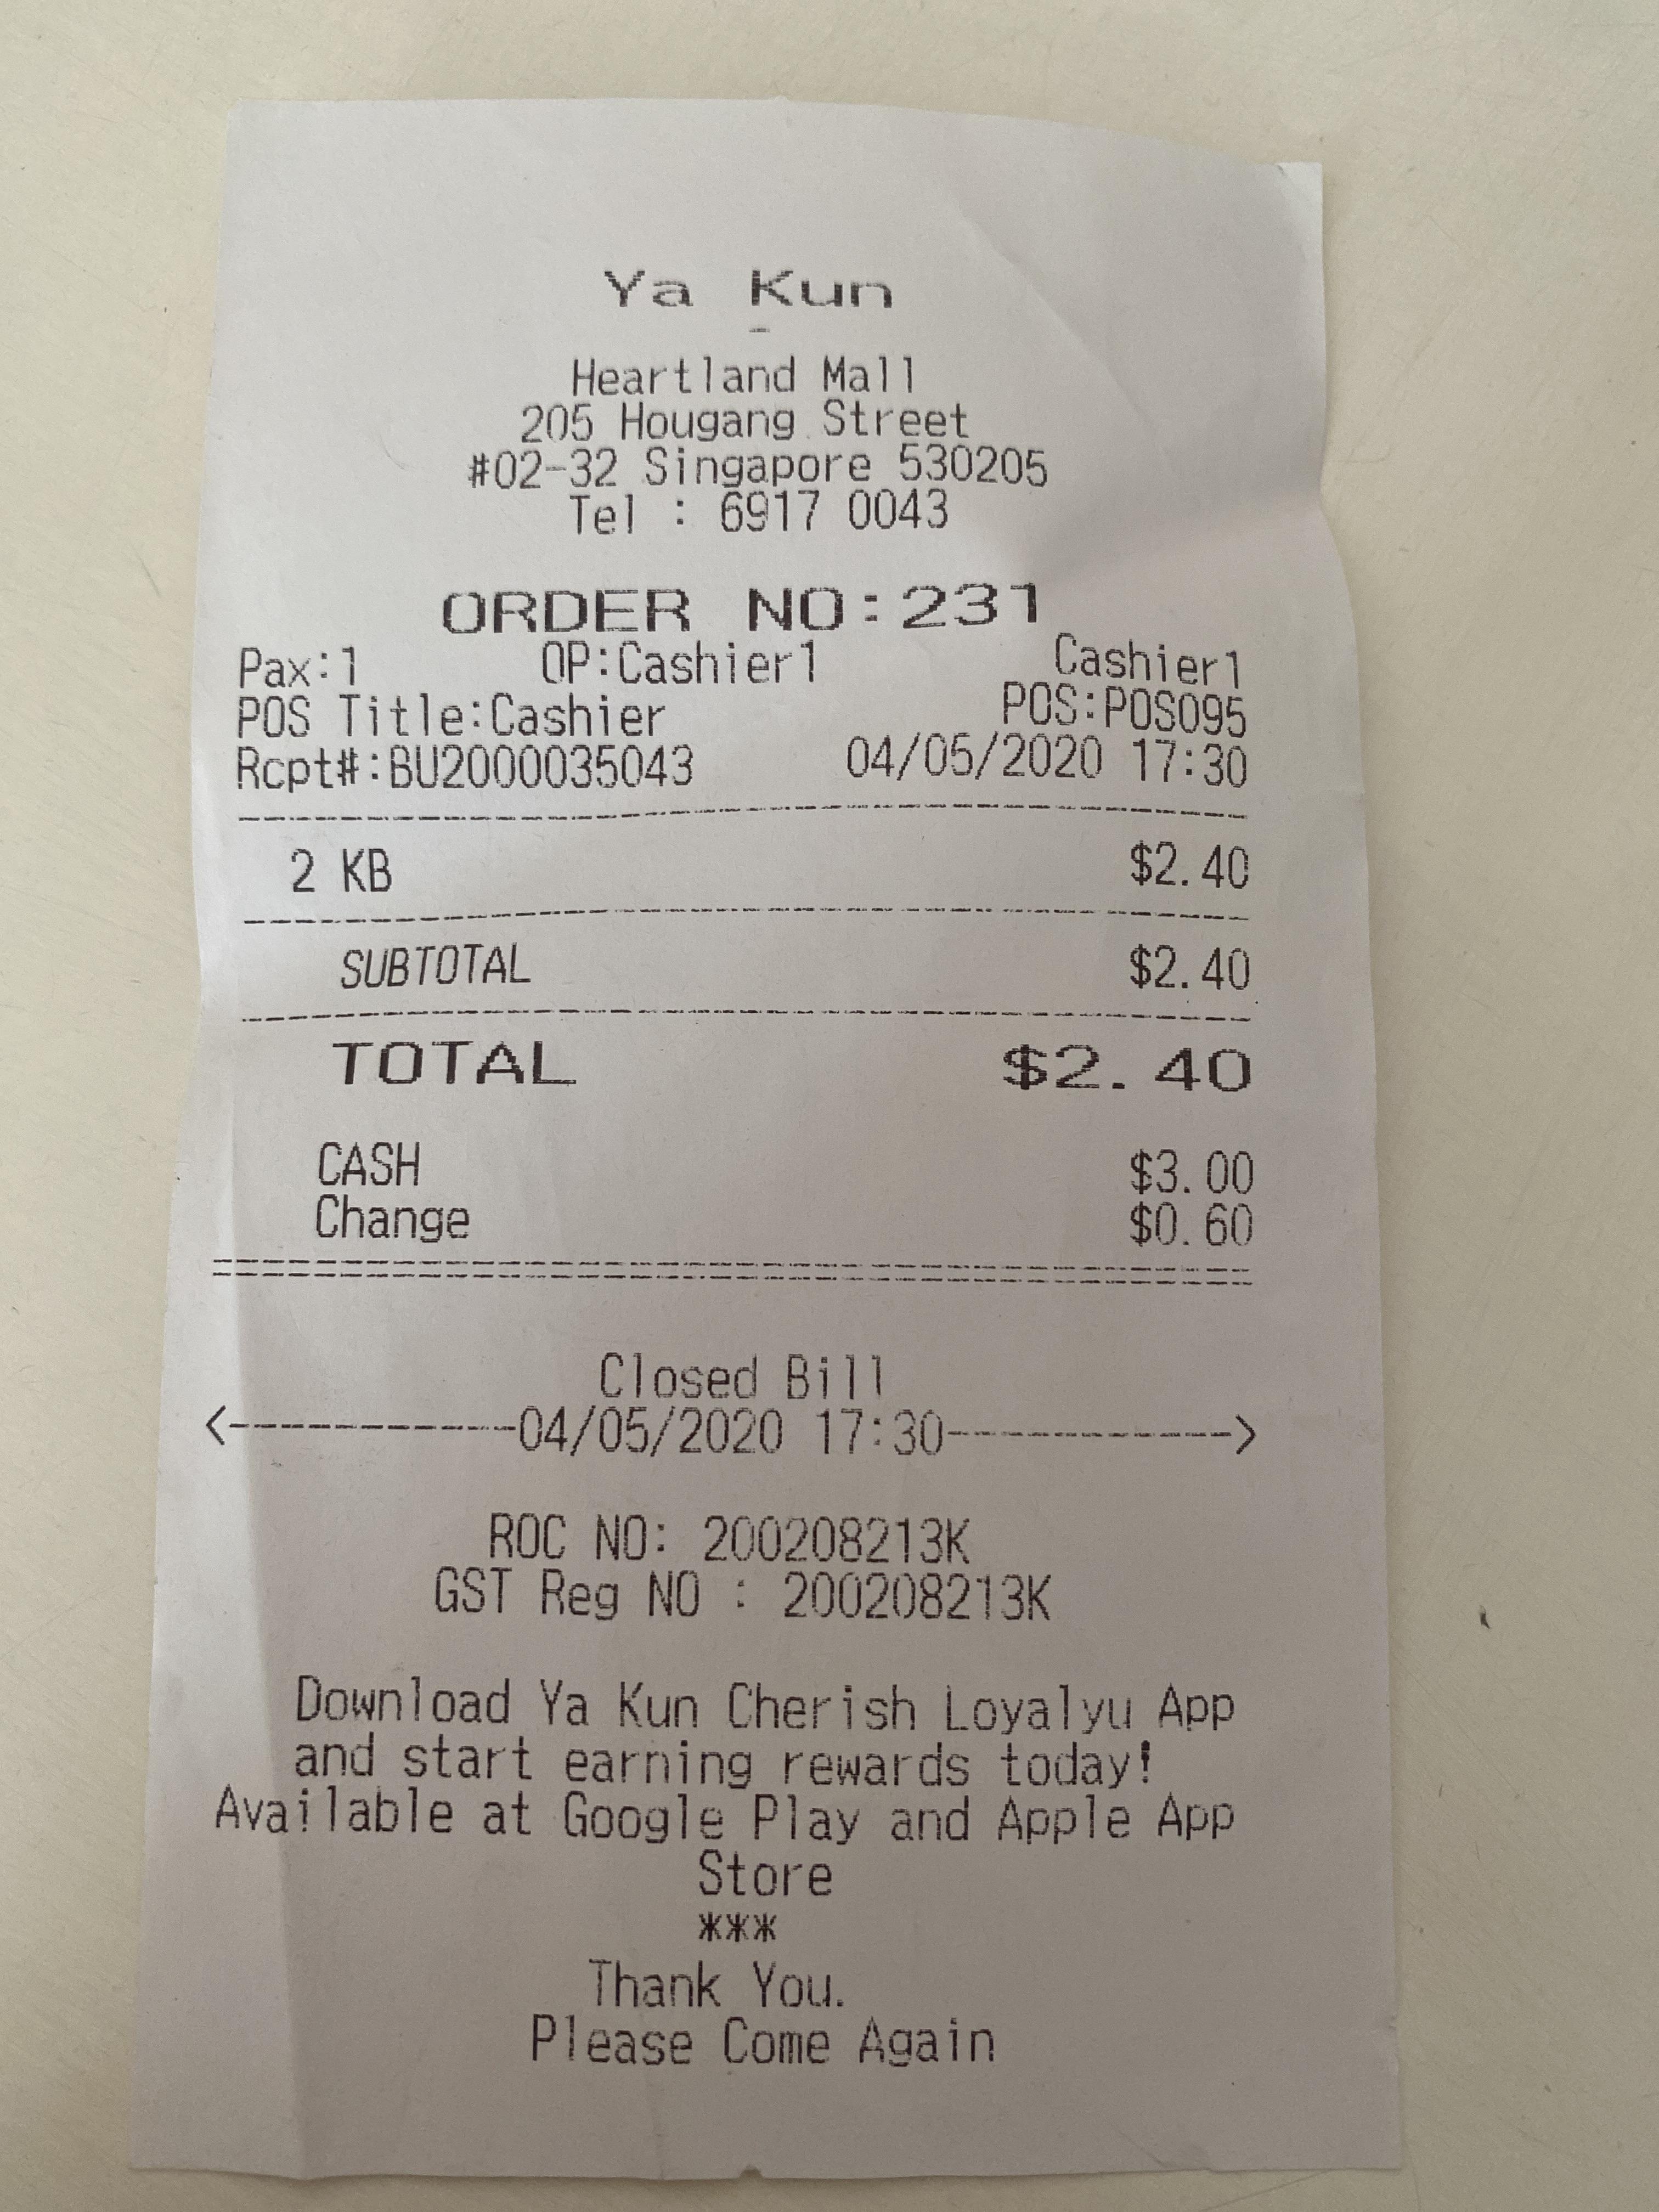 Ya Kun
-
Heartland Mall
205 Hougang Street
#02-32 Singapore 530205
Tel : 6917 0043
ORDER NO:231
Pax:1 OP:Cashier1 Cashier1
POS Title:Cashier POS:POS095
Rcpt#:BU2000035043 04/05/2020 17:30
2 KB $2.40
SUBTOTAL $2.40
TOTAL $2.40
CASH $3.00
Change $0.60
Closed Bill
<-----------04/05/2020 17:30----------->
ROC NO: 200208213K
GST Reg NO : 200208213K
Download Ya Kun Cherish Loyalyu App
and start earning rewards today!
Available at Google Play and Apple App
Store
***
Thank You.
Please Come Again